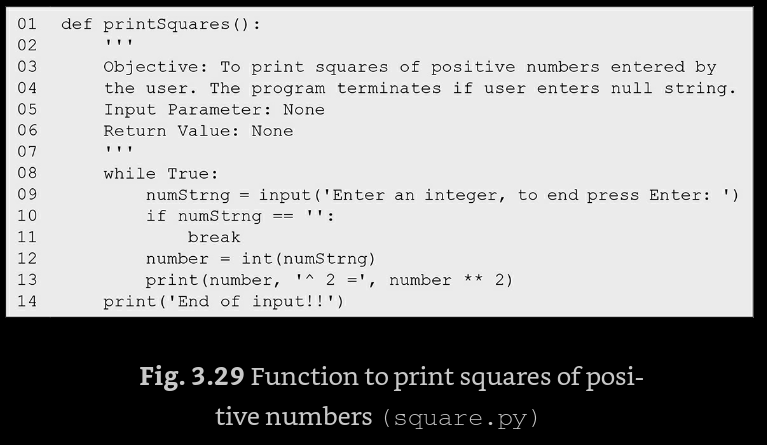 01 def printSquares():
02     '''
03     Objective: To print squares of positive numbers entered by
04     the user. The program terminates if user enters null string.
05     Input Parameter: None
06     Return Value: None
07     '''
08     while True:
09         numStrng = input('Enter an integer, to end press Enter: ')
10         if numStrng == '':
11             break
12         number = int(numStrng)
13         print(number, '^ 2 =', number ** 2)
14     print('End of input!!')
Fig. 3.29 Function to print squares of posi-
tive numbers (square.py)